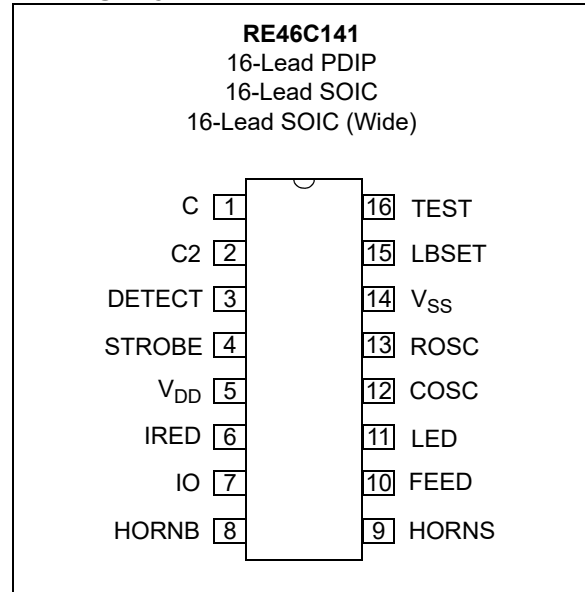 RE46C141
16-Lead PDIP
16-Lead SOIC
16-Lead SOIC (Wide)
C 1 16 TEST
C2 2 15 LBSET
DETECT 3 14 VSS
STROBE 4 13 ROSC
VDD 5 12 COSC
IRED 6 11 LED
IO 7 10 FEED
HORNB 8 9 HORNS